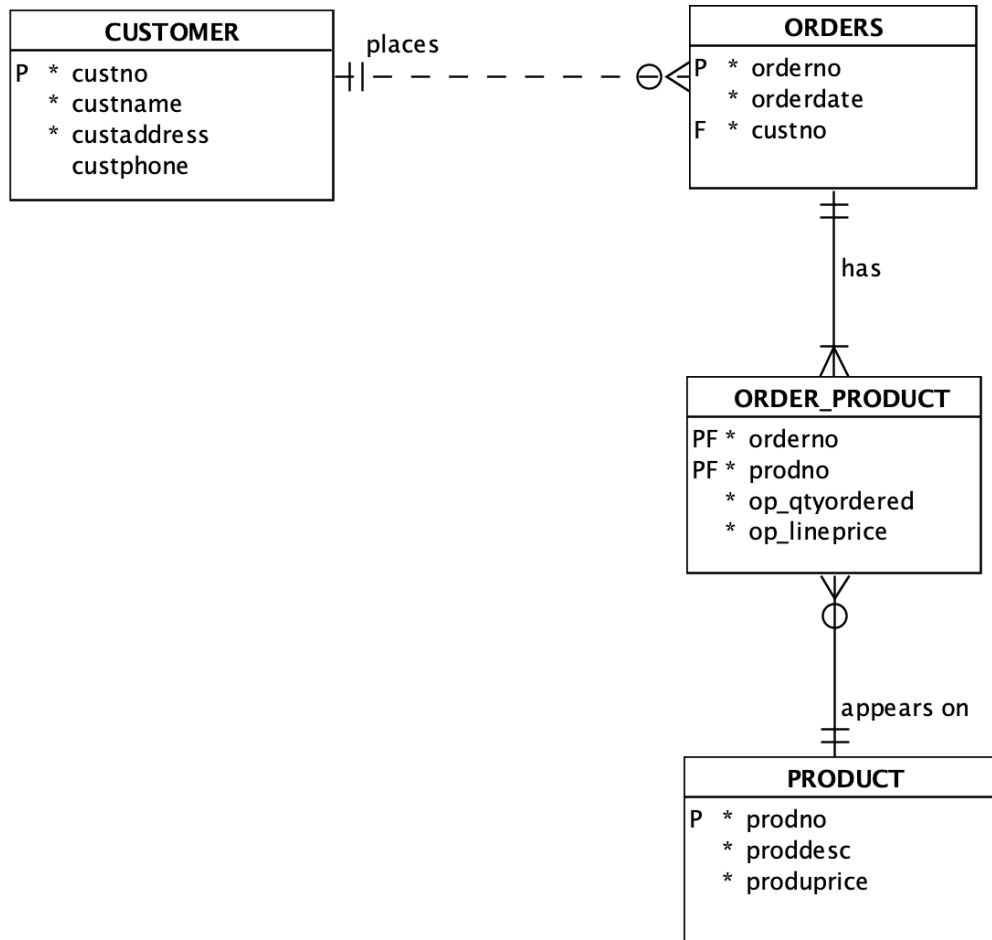 CUSTOMER
P * custno
* custname
* custaddress
custphone
places
ORDERS
P * orderno
* orderdate
F * custno
has
ORDER_PRODUCT
PF * orderno
PF * prodno
* op_qtyordered
* op_lineprice
appears on
PRODUCT
P * prodno
* proddesc
* produprice